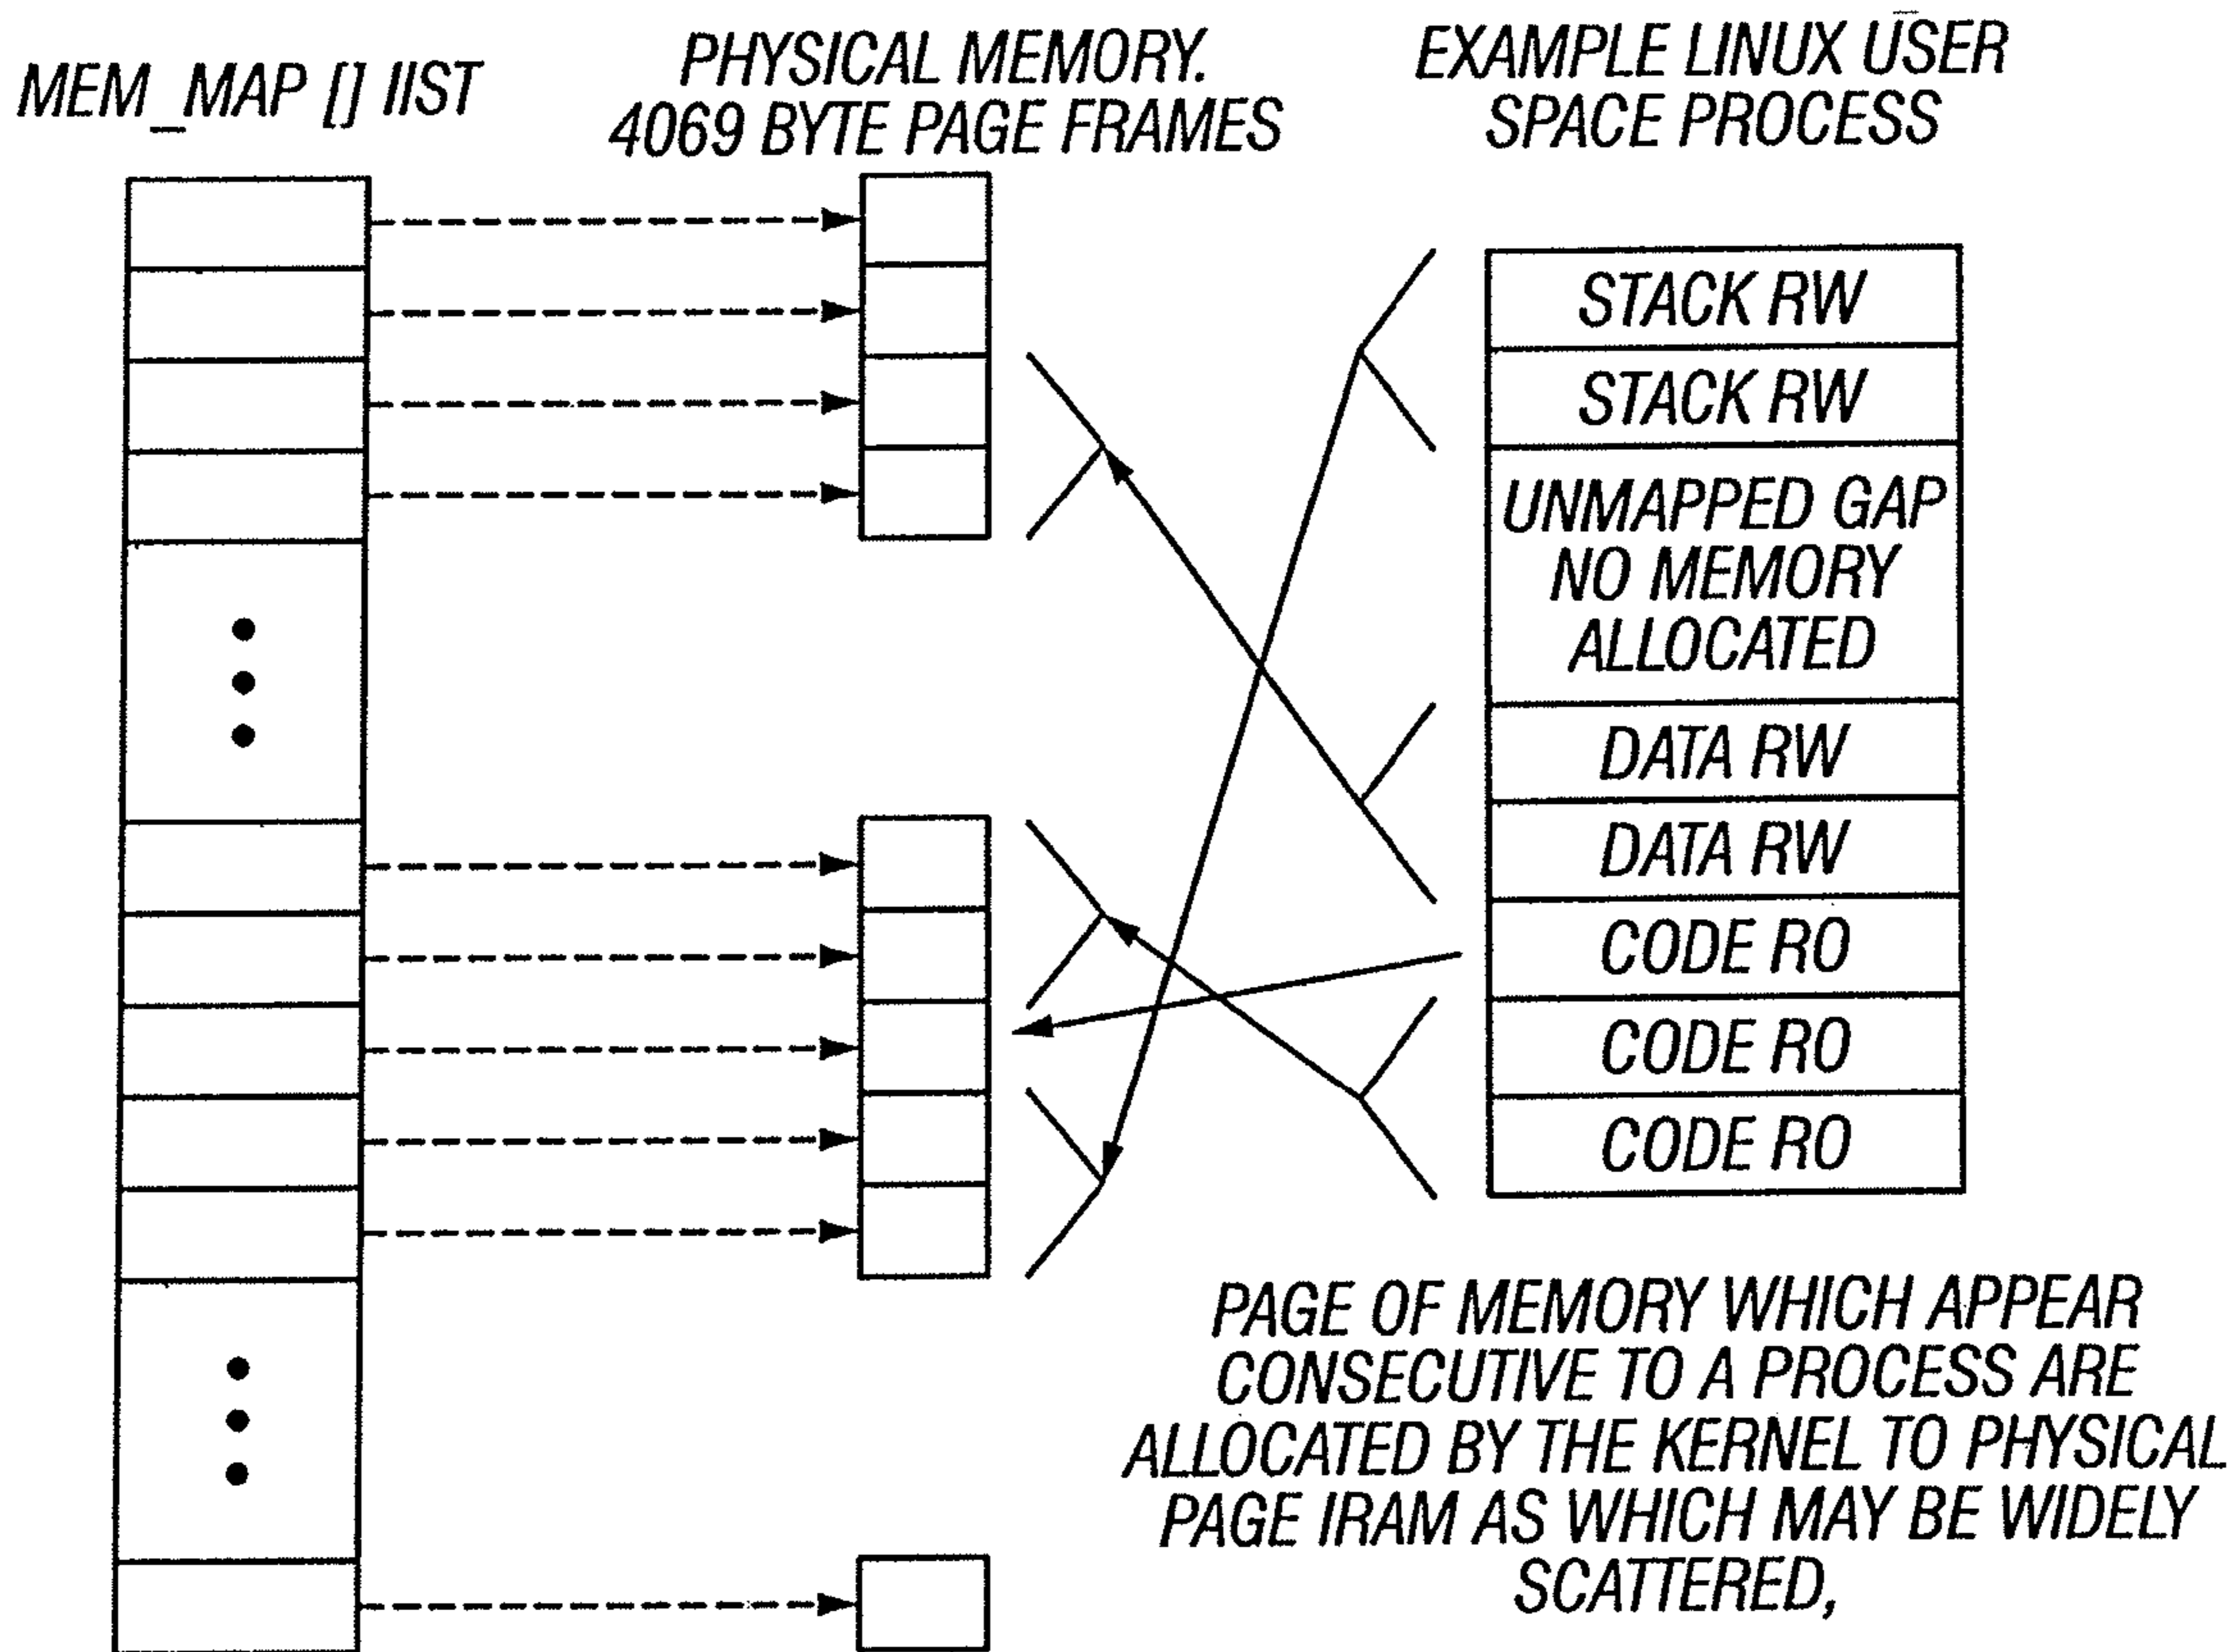 MEM_MAP [] IIST
PHYSICAL MEMORY.
4069 BYTE PAGE FRAMES
EXAMPLE LINUX USER
SPACE PROCESS
STACK RW
STACK RW
UNMAPPED GAP
NO MEMORY
ALLOCATED
DATA RW
DATA RW
CODE RO
CODE RO
CODE RO
PAGE OF MEMORY WHICH APPEAR
CONSECUTIVE TO A PROCESS ARE
ALLOCATED BY THE KERNEL TO PHYSICAL
PAGE IRAM AS WHICH MAY BE WIDELY
SCATTERED,